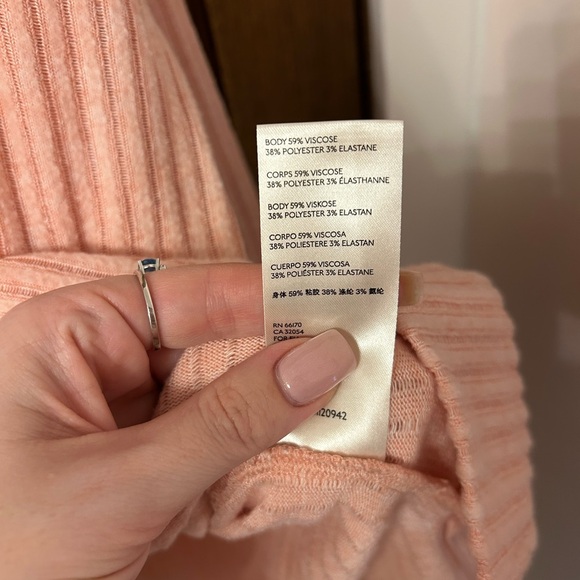 BODY 59% VISCOSE
38% POLYESTER 3% ELASTANE
CORPS 59% VISCOSE
38% POLYESTER 3% ÉLASTHANNE
BODY 59% VISKOSE
38% POLYESTER 3% ELASTAN
CORPO 59% VISCOSA
38% POLIESTERE 3% ELASTAN
CUERPO 59% VISCOSA
38% POLIÉSTER 3% ELASTANE
身体 59% 粘胶 38% 涤纶 3% 氨纶
RN 66170
CA 32054
FOR